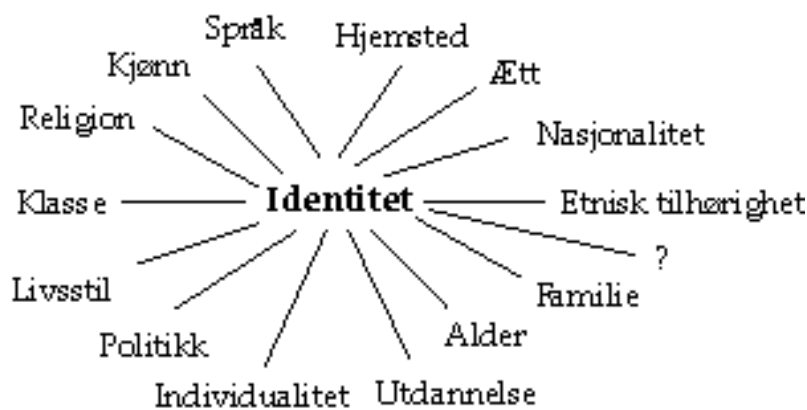 Språk
Hjemsted
Kjønn
Ætt
Religion
Nasjonalitet
Klasse
Identitet
Etnisk tilhørighet
?
Livsstil
Familie
Politikk
Alder
Individualitet
Utdannelse